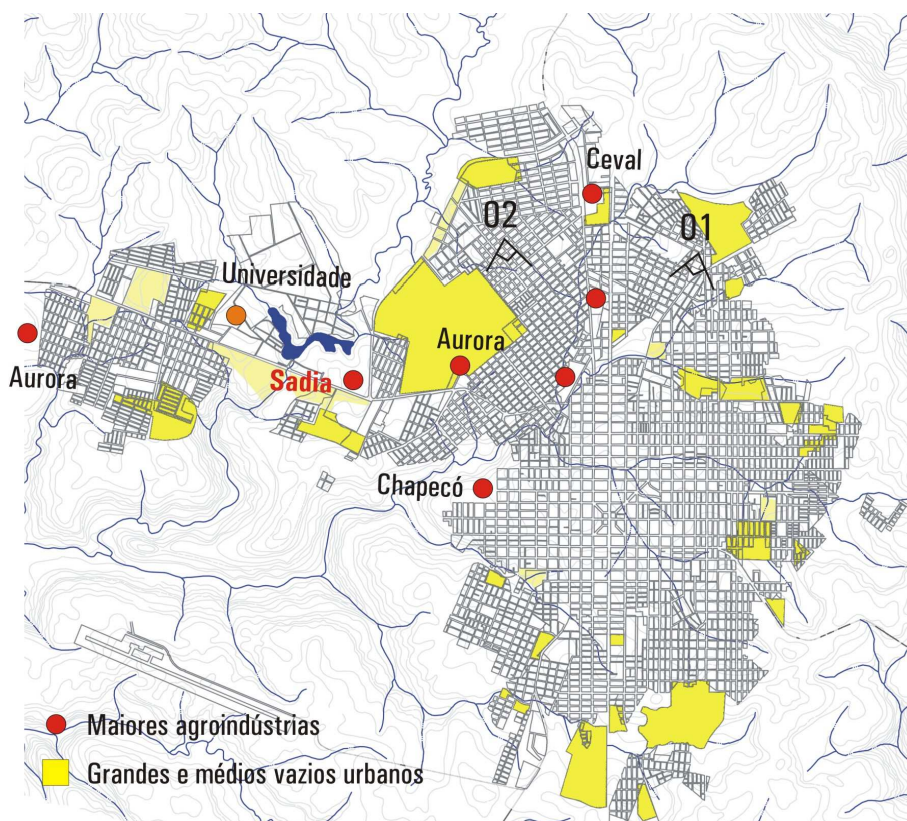 Ceval
02
01
Universidade
Aurora
Sadia
Aurora
Chapecó
Maiores agroindústrias
Grandes e médios vazios urbanos